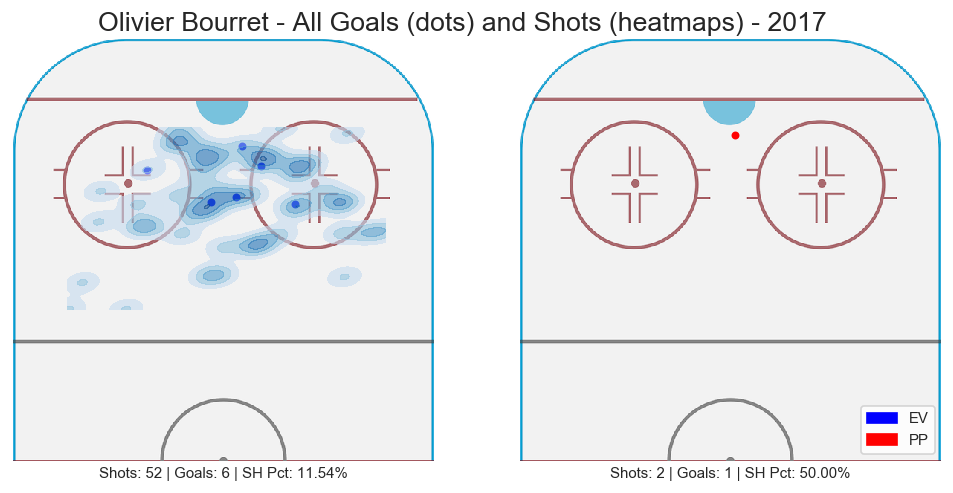 Olivier Bourret - All Goals (dots) and Shots (heatmaps) - 2017
EV
PP
Shots: 52 | Goals: 6 | SH Pct: 11.54%
Shots: 2 | Goals: 1 | SH Pct: 50.00%